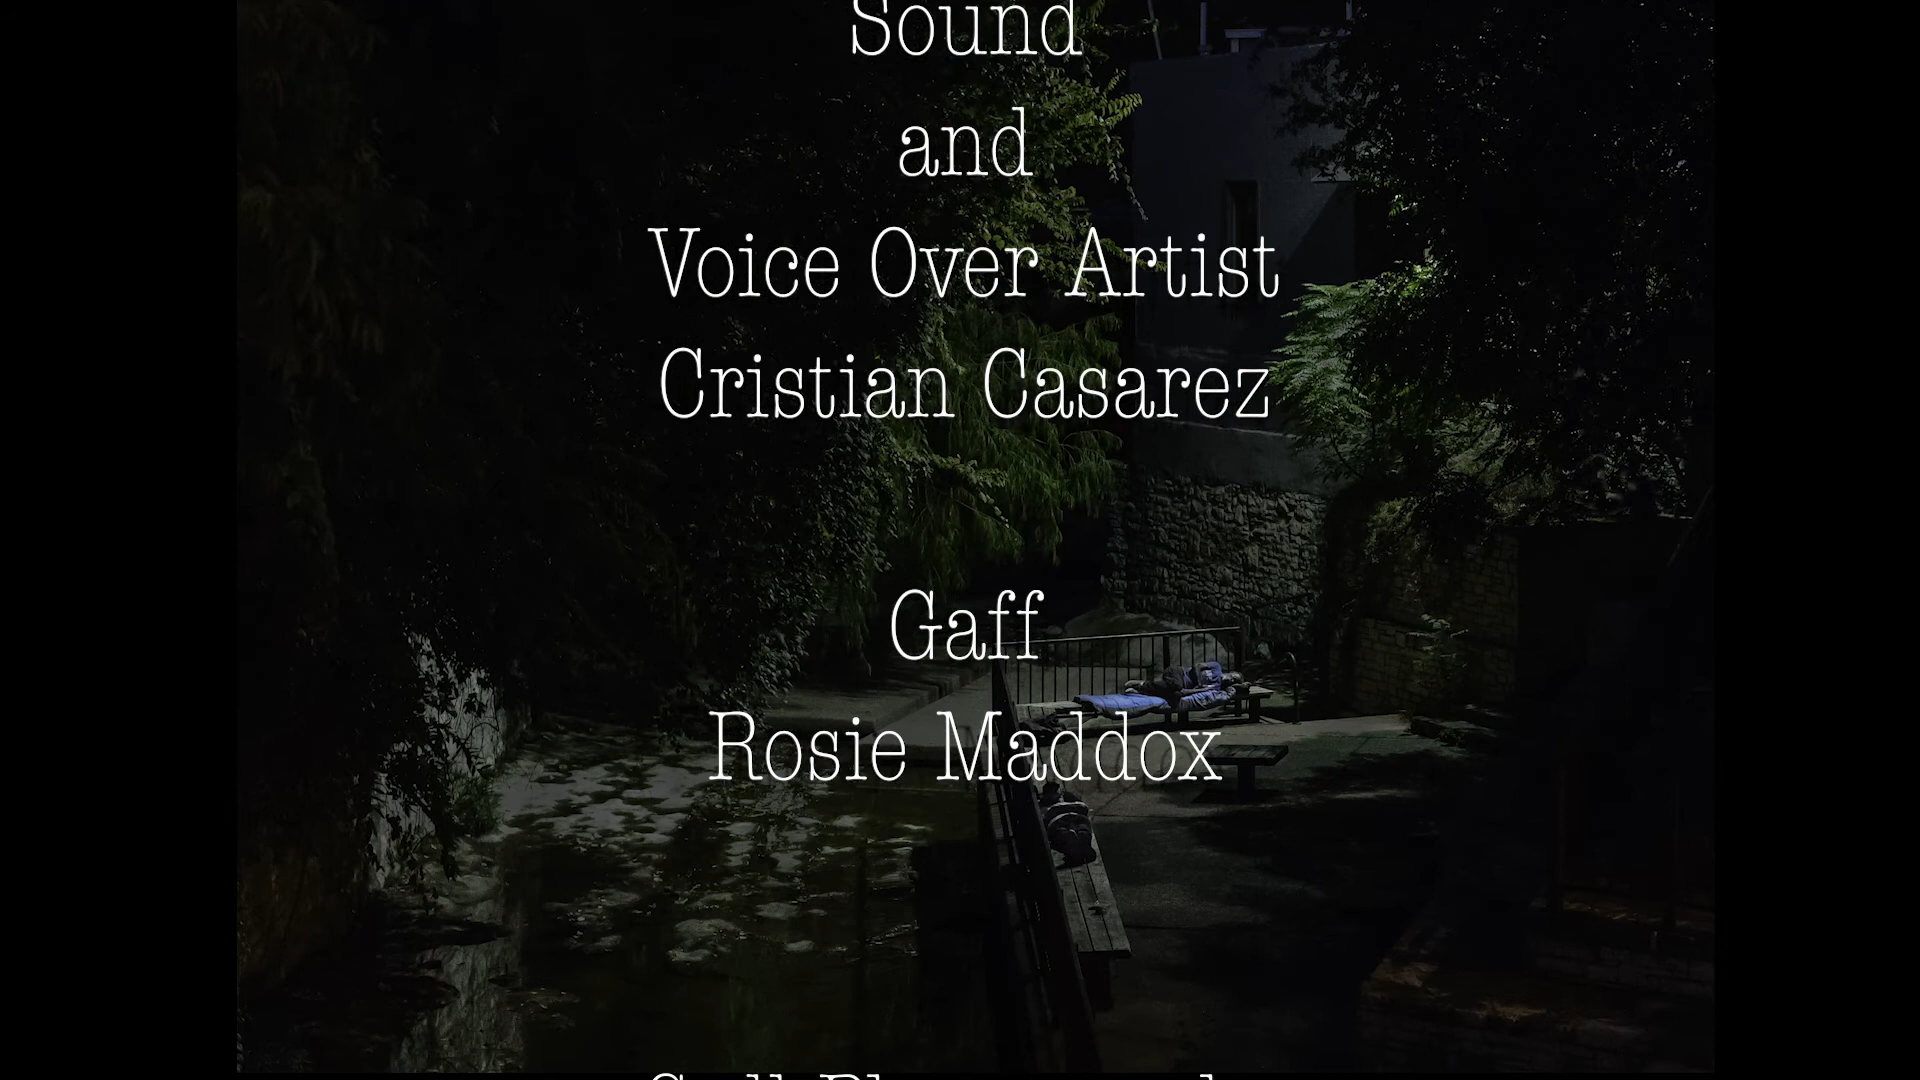 Sound
and
Voice Over Artist
Cristian Casarez
Gaff
Rosie Maddox